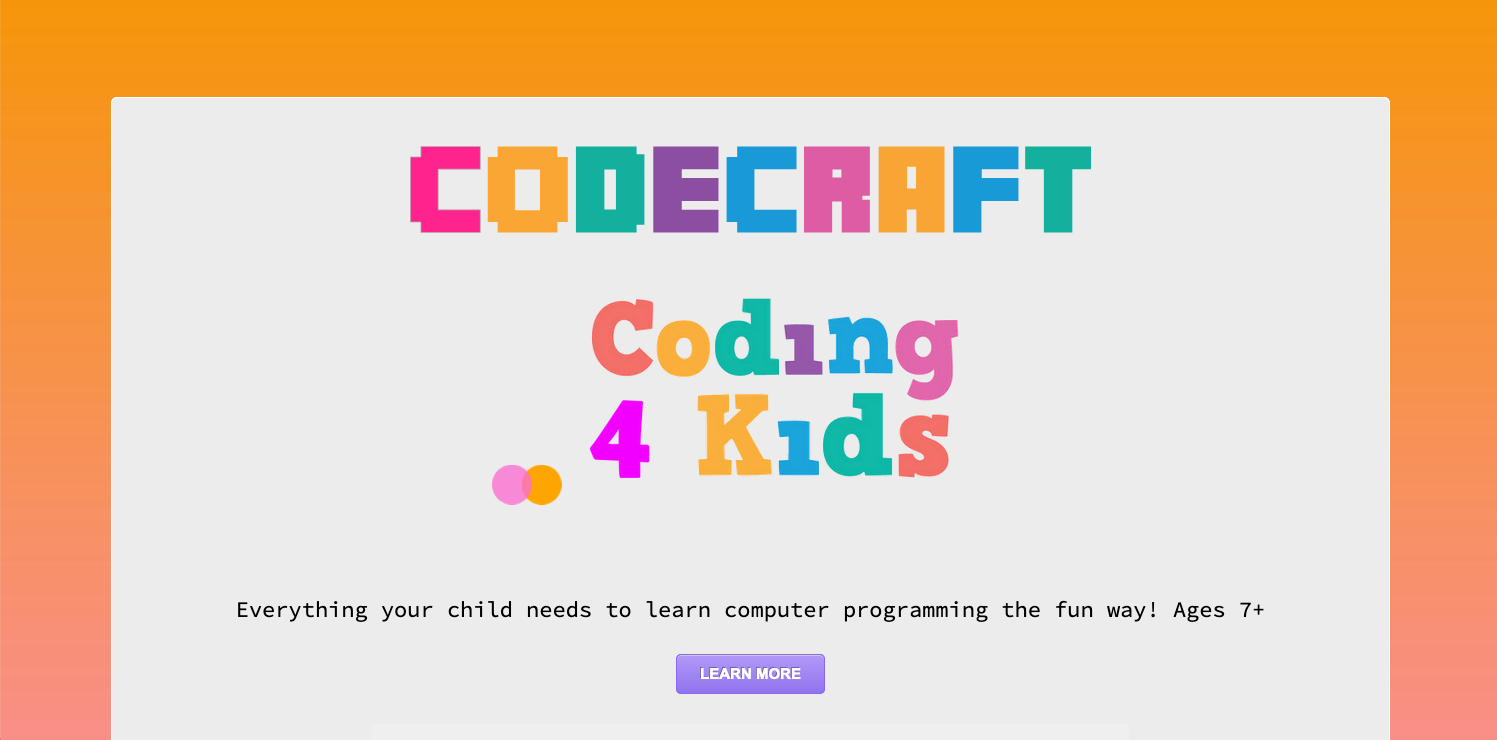 CODECRAFT
Coding
4 Kids
Everything your child needs to learn computer programming the fun way! Ages 7+
LEARN MORE